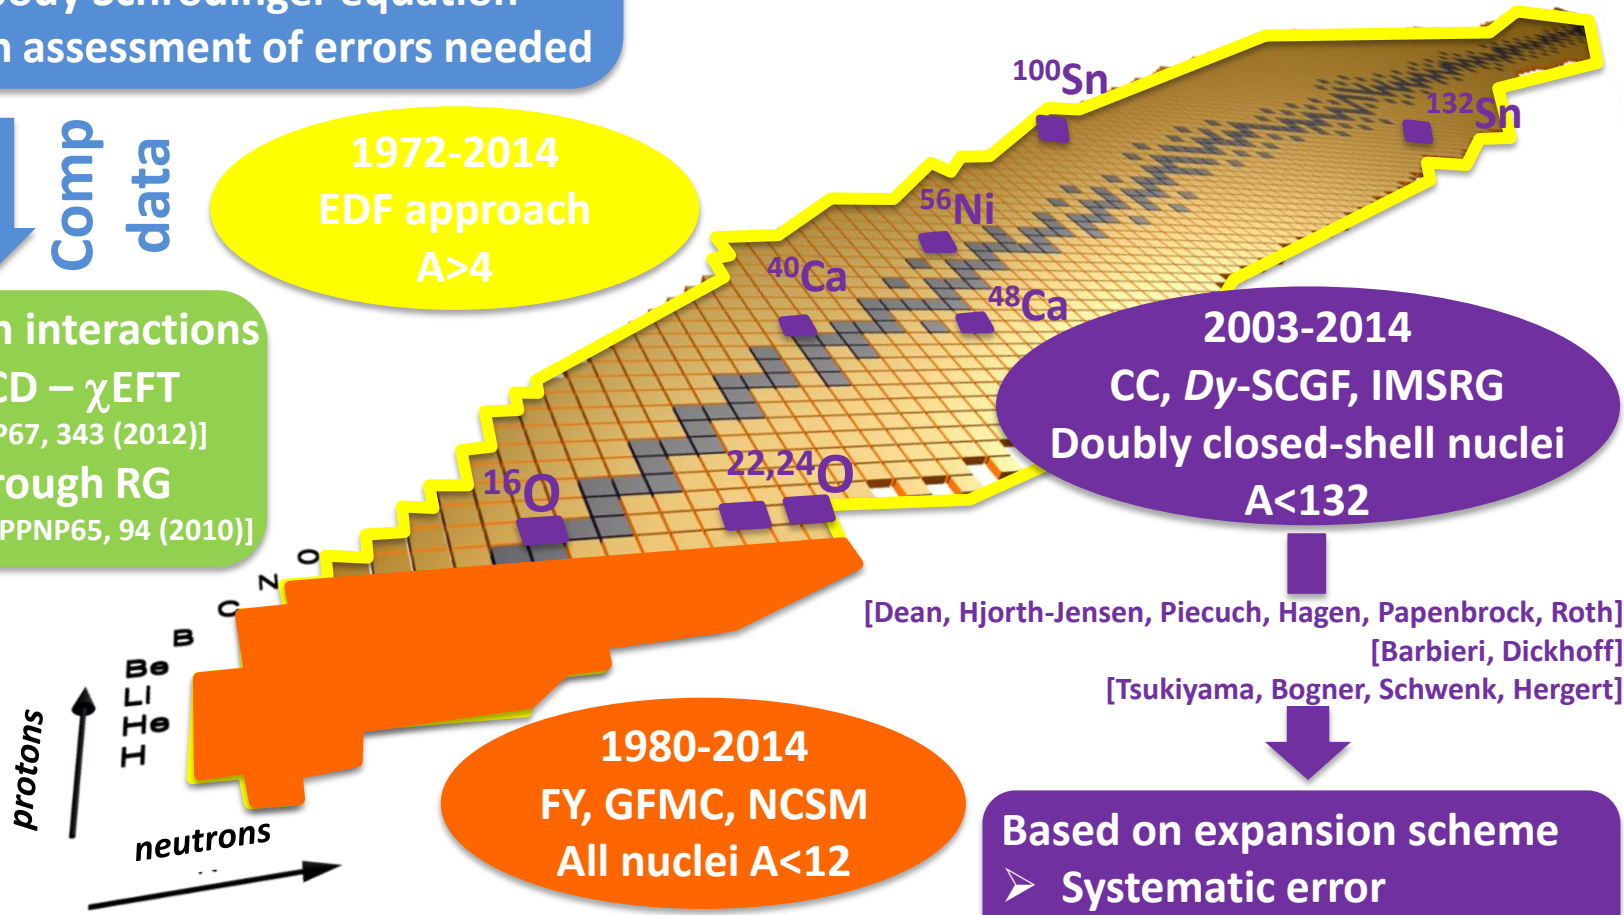 body Schrödinger equation
assessment of errors needed
Comp
data
1972-2014
EDF approach
A>4
interactions
CD – χEFT
P67, 343 (2012)]
rough RG
PPNP65, 94 (2010)]
100Sn
132Sn
56Ni
40Ca
48Ca
16O
22,24O
2003-2014
CC, Dy-SCGF, IMSRG
Doubly closed-shell nuclei
A<132
[Dean, Hjorth-Jensen, Piecuch, Hagen, Papenbrock, Roth]
[Barbieri, Dickhoff]
[Tsukiyama, Bogner, Schwenk, Hergert]
O
N
C
B
Be
Li
He
H
protons
neutrons
1980-2014
FY, GFMC, NCSM
All nuclei A<12
Based on expansion scheme
➢ Systematic error